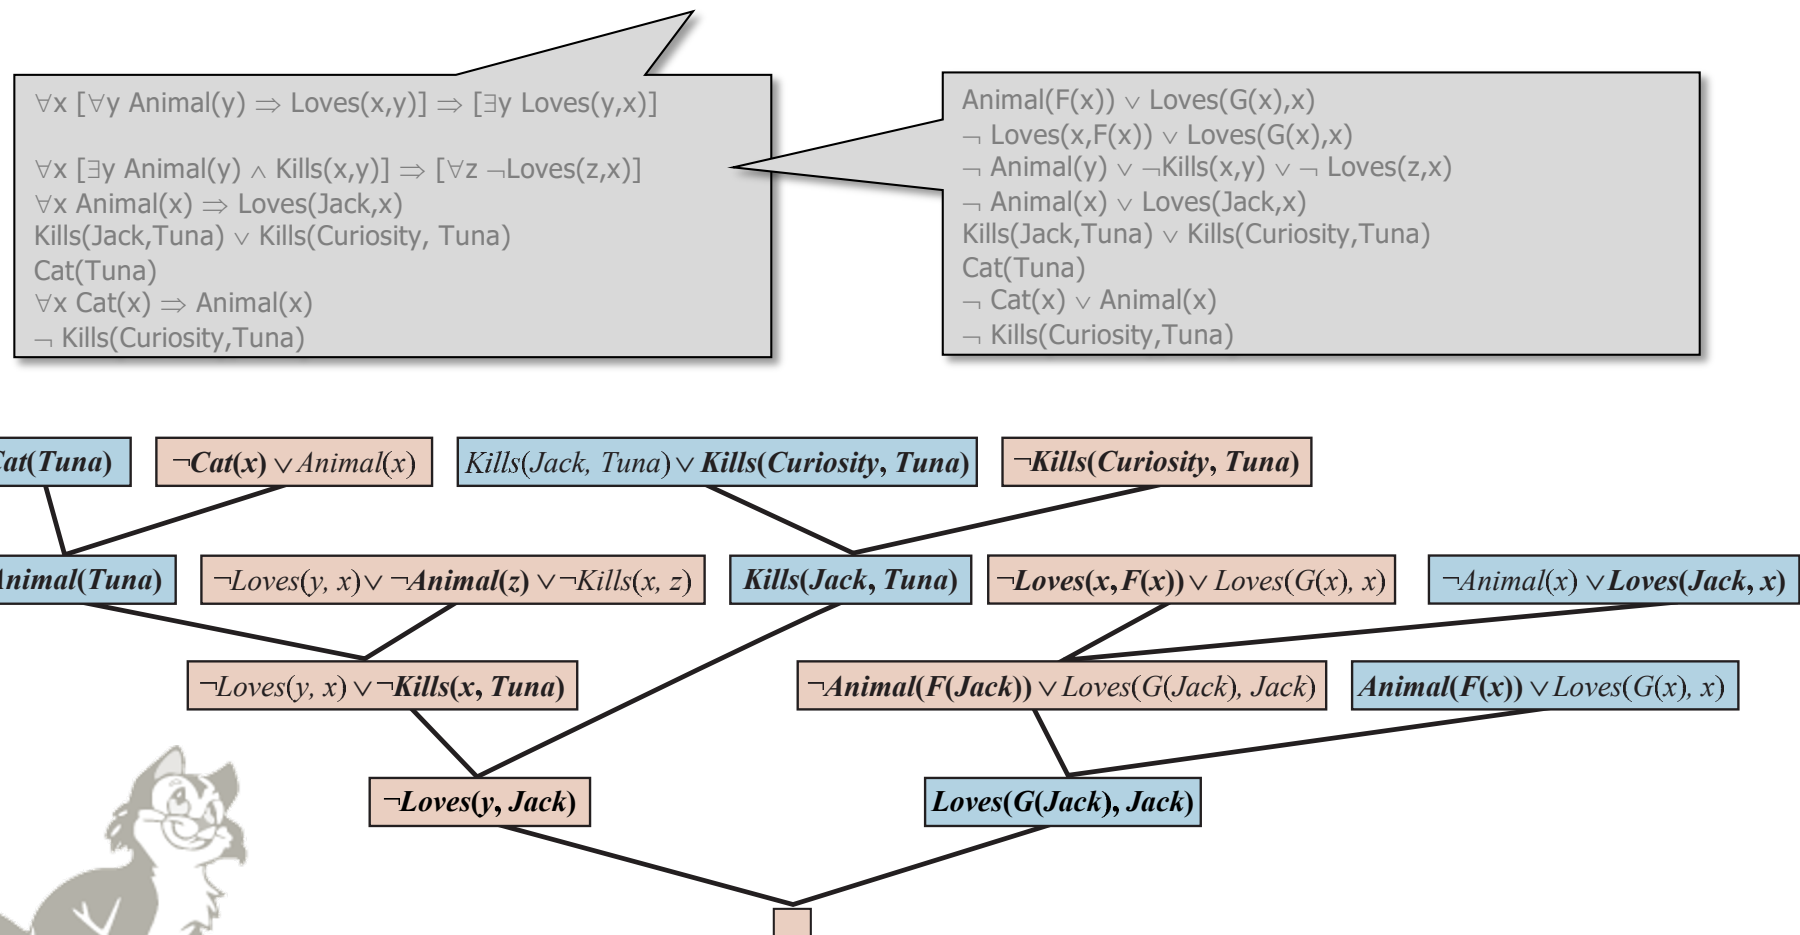 ∀x [∀y Animal(y) ⇒ Loves(x,y)] ⇒ [∃y Loves(y,x)]
∀x [∃y Animal(y) ∧ Kills(x,y)] ⇒ [∀z ¬Loves(z,x)]
∀x Animal(x) ⇒ Loves(Jack,x)
Kills(Jack,Tuna) ∨ Kills(Curiosity, Tuna)
Cat(Tuna)
∀x Cat(x) ⇒ Animal(x)
¬ Kills(Curiosity,Tuna)
Animal(F(x)) ∨ Loves(G(x),x)
¬ Loves(x,F(x)) ∨ Loves(G(x),x)
¬ Animal(y) ∨ ¬Kills(x,y) ∨ ¬ Loves(z,x)
¬ Animal(x) ∨ Loves(Jack,x)
Kills(Jack,Tuna) ∨ Kills(Curiosity,Tuna)
Cat(Tuna)
¬ Cat(x) ∨ Animal(x)
¬ Kills(Curiosity,Tuna)
Cat(Tuna)
¬Cat(x) ∨ Animal(x)
Kills(Jack, Tuna) ∨ Kills(Curiosity, Tuna)
¬Kills(Curiosity, Tuna)
Animal(Tuna)
¬Loves(y, x) ∨ ¬Animal(z) ∨ ¬Kills(x, z)
Kills(Jack, Tuna)
¬Loves(x, F(x)) ∨ Loves(G(x), x)
¬Animal(x) ∨ Loves(Jack, x)
¬Loves(y, x) ∨ ¬Kills(x, Tuna)
¬Animal(F(Jack)) ∨ Loves(G(Jack), Jack)
Animal(F(x)) ∨ Loves(G(x), x)
¬Loves(y, Jack)
Loves(G(Jack), Jack)